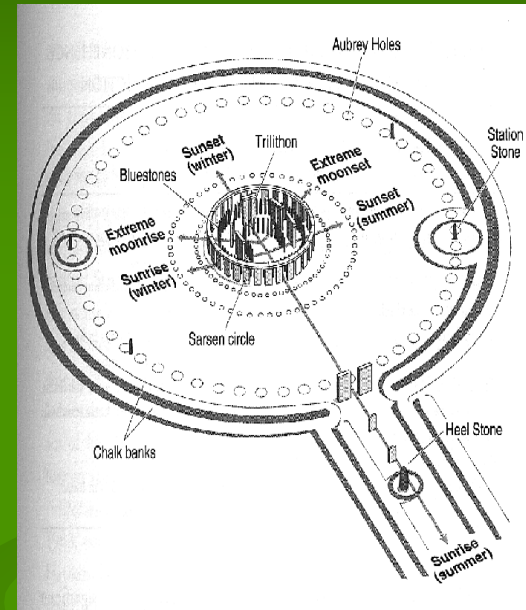 Aubrey Holes
Station
Stone
Trilithon
Sunset
(winter)
Extreme
moonset
Bluestones
Sunset
(summer)
Extreme
moonrise
Sunrise
(winter)
Sarsen circle
Heel Stone
Chalk banks
Sunrise
(summer)